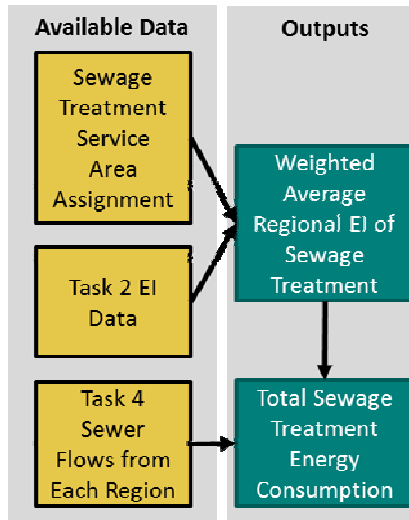 Available Data
Sewage
Treatment
Service
Area
Assignment
Task 2 EI
Data
Task 4
Sewer
Flows from
Each Region
Outputs
Weighted
Average
Regional EI of
Sewage
Treatment
Total Sewage
Treatment
Energy
Consumption